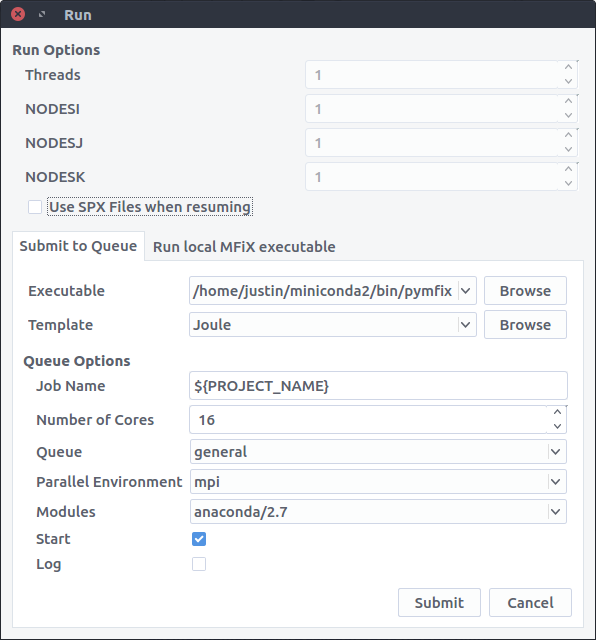 Run
Run Options
Threads 1
NODESI 1
NODESJ 1
NODESK 1
Use SPX Files when resuming
Submit to Queue Run local MFiX executable
Executable /home/justin/miniconda2/bin/pymfix Browse
Template Joule Browse
Queue Options
Job Name ${PROJECT_NAME}
Number of Cores 16
Queue general
Parallel Environment mpi
Modules anaconda/2.7
Start
Log
Submit Cancel